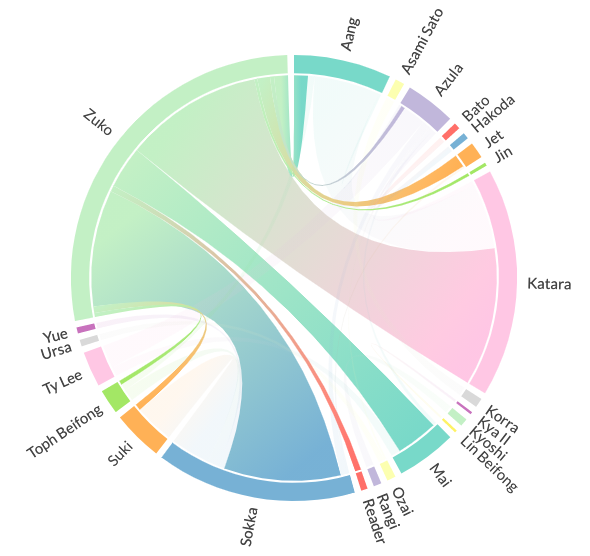 Aang
Asami Sato
Azula
Bato
Hakoda
Jet
Jin
Katara
Korra
Kya II
Kyoshi
Lin Beifong
Mai
Ozai
Rangi
Reader
Sokka
Suki
Toph Beifong
Ty Lee
Ursa
Yue
Zuko